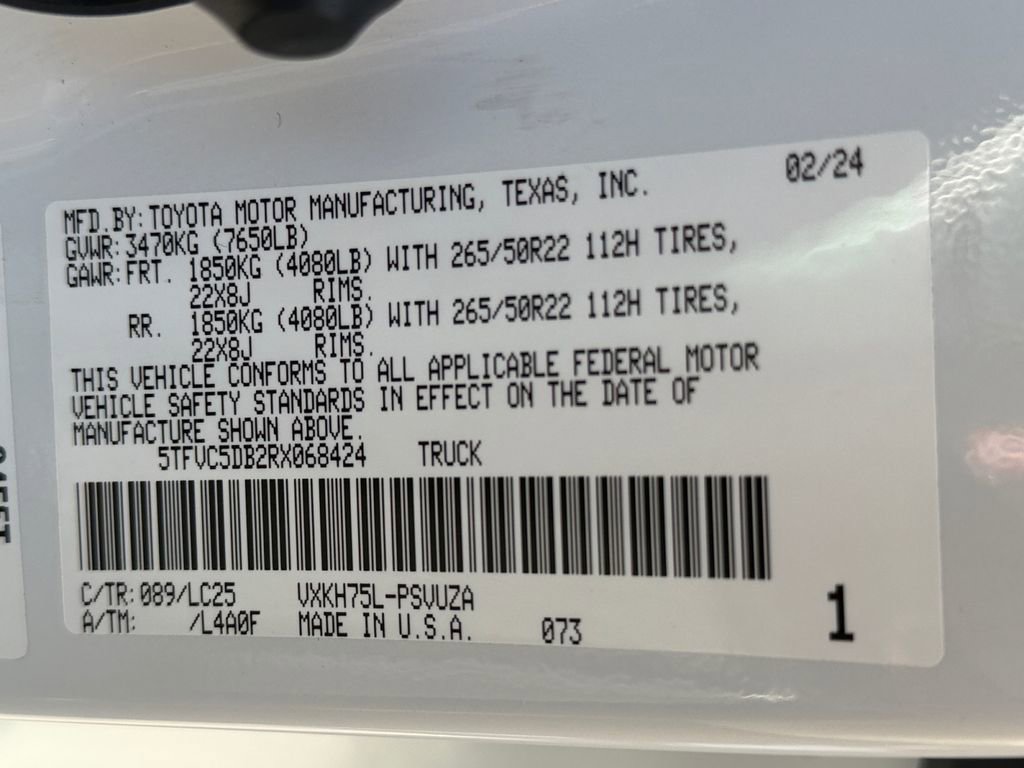 02/24
MFD.BY: TOYOTA MOTOR MANUFACTURING, TEXAS, INC.
GVWR: 3470KG (7650LB)
GAWR: FRT. 1850KG (4080LB) WITH 265/50R22 112H TIRES,
22X8J RIMS.
RR. 1850KG (4080LB) WITH 265/50R22 112H TIRES,
22X8J RIMS.
THIS VEHICLE CONFORMS TO ALL APPLICABLE FEDERAL MOTOR
VEHICLE SAFETY STANDARDS IN EFFECT ON THE DATE OF
MANUFACTURE SHOWN ABOVE.
5TFVC5DB2RX068424 TRUCK
C/TR: 089/LC25 VXKH75L-PSVUZA
A/TM: /L4A0F MADE IN U.S.A. 073
1